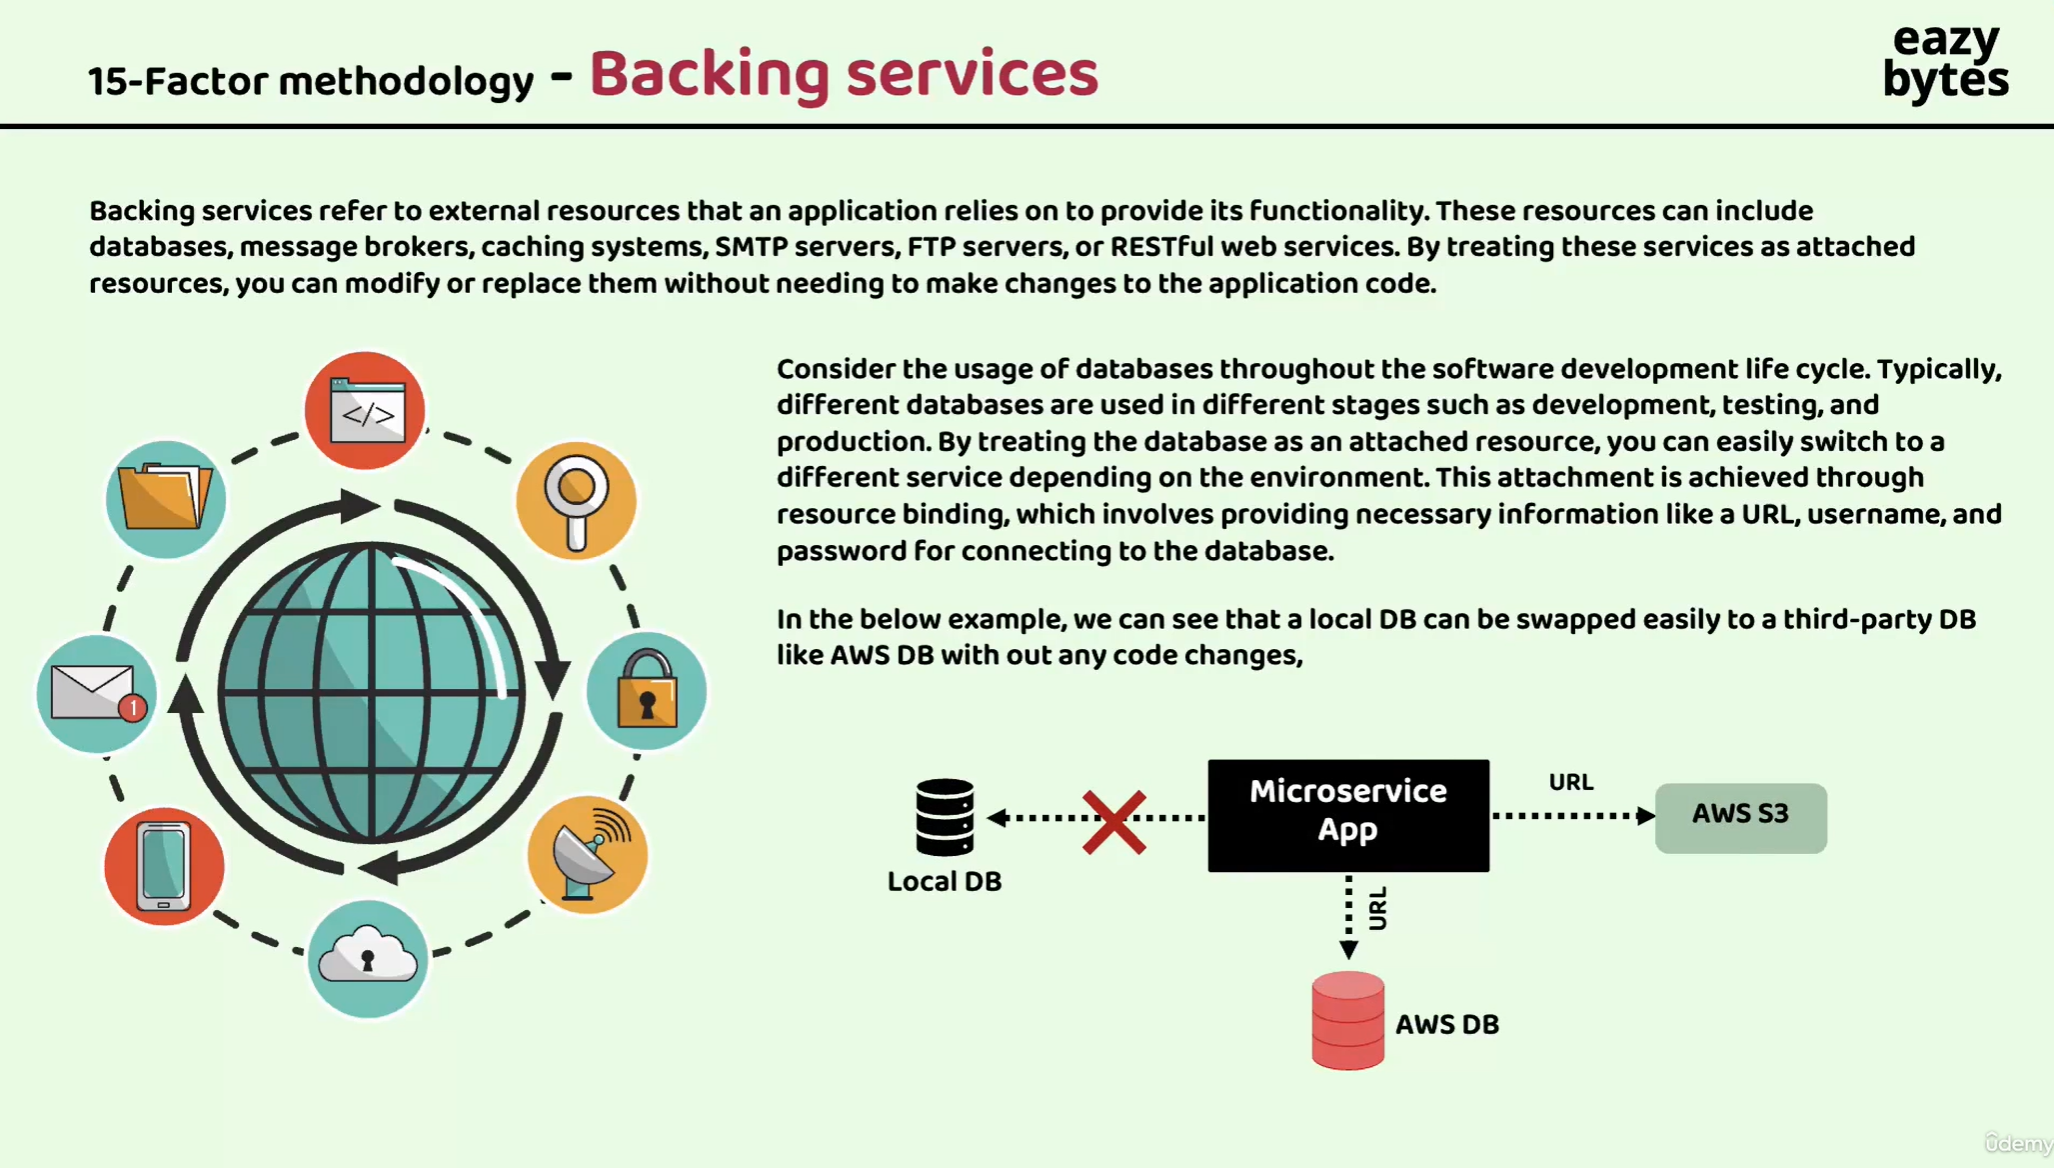 eazy
bytes
15-Factor methodology - Backing services
Backing services refer to external resources that an application relies on to provide its functionality. These resources can include
databases, message brokers, caching systems, SMTP servers, FTP servers, or RESTful web services. By treating these services as attached
resources, you can modify or replace them without needing to make changes to the application code.
Consider the usage of databases throughout the software development life cycle. Typically,
different databases are used in different stages such as development, testing, and
production. By treating the database as an attached resource, you can easily switch to a
different service depending on the environment. This attachment is achieved through
resource binding, which involves providing necessary information like a URL, username, and
password for connecting to the database.
In the below example, we can see that a local DB can be swapped easily to a third-party DB
like AWS DB with out any code changes,
</>
1
Microservice
App
URL
AWS S3
Local DB
URL
AWS DB
ûdemy